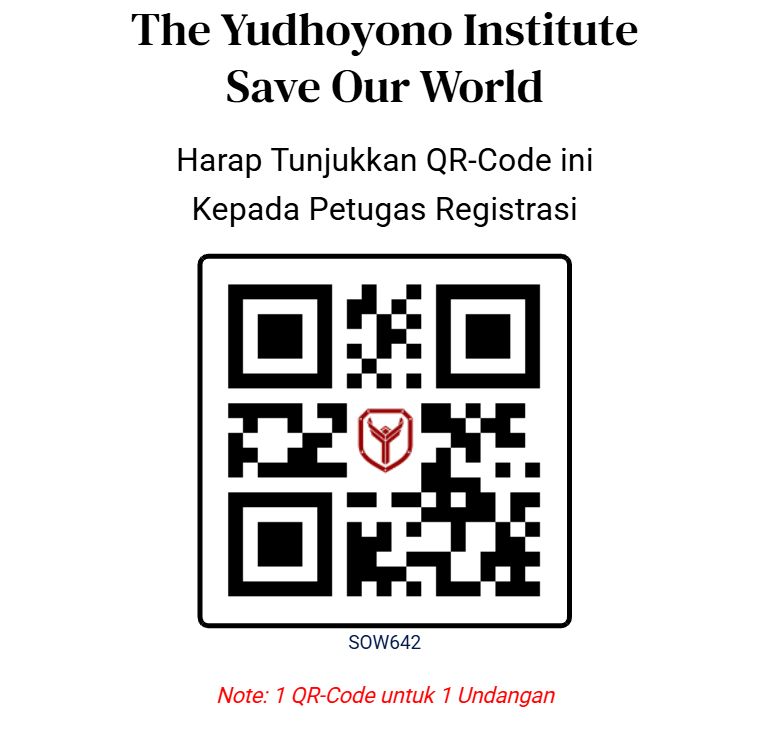 The Yudhoyono Institute
Save Our World
Harap Tunjukkan QR-Code ini
Kepada Petugas Registrasi
SOW642
Note: 1 QR-Code untuk 1 Undangan